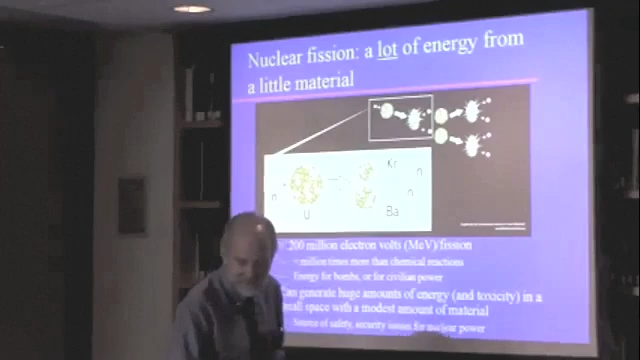 Nuclear fission: a lot of energy from
a little material
Kr
n
n
n
U
Ba
200 million electron volts (MeV)/fission
million times more than chemical reactions
Energy for bombs, or for civilian power
Can generate huge amounts of energy (and toxicity) in a
small space with a modest amount of material
Source of safety, security issues for nuclear power